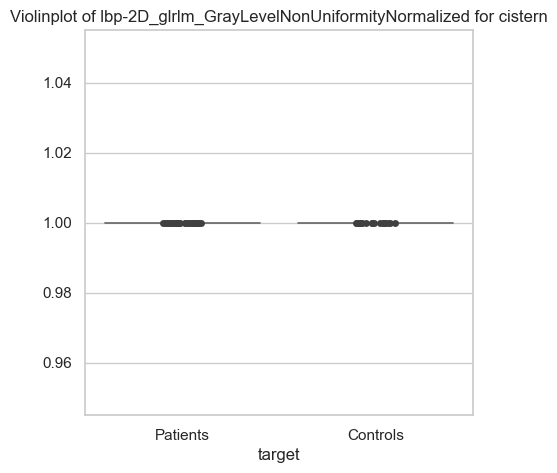 Violinplot of lbp-2D_glrlm_GrayLevelNonUniformityNormalized for cistern
1.04
1.02
1.00
0.98
0.96
Patients Controls
target